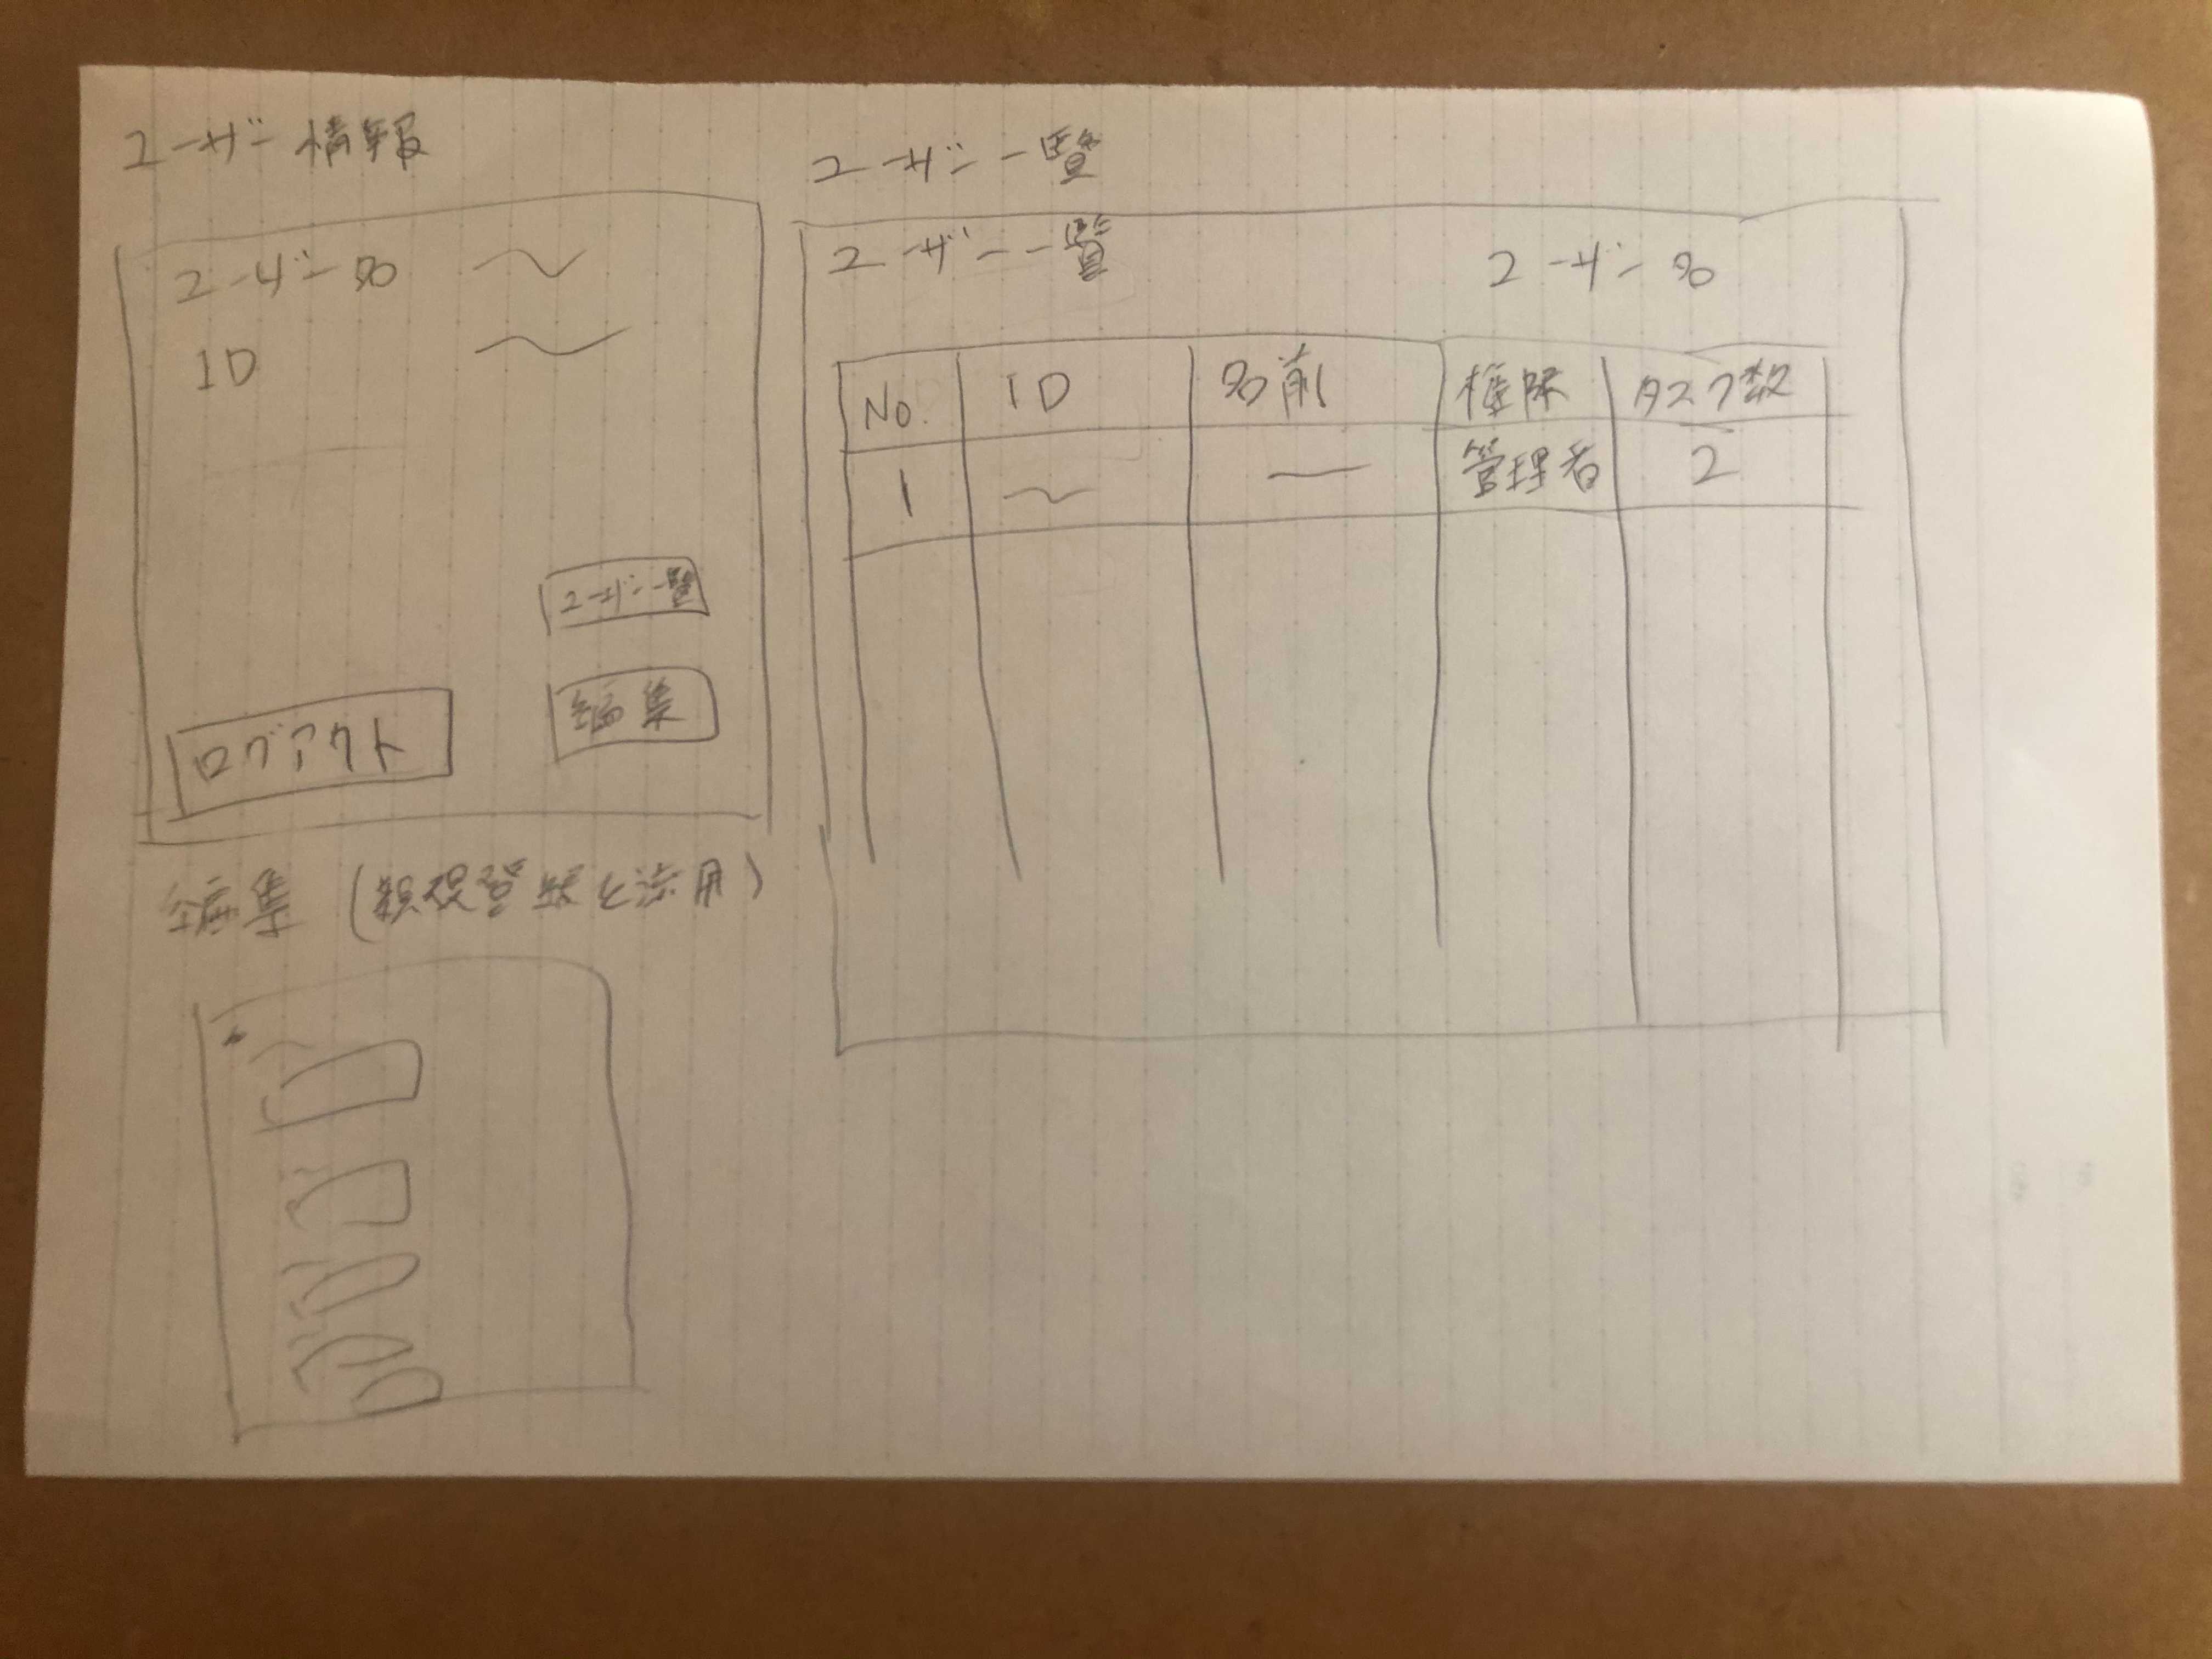 ユーザー情報
ユーザー名
ID
ユーザー一覧
編集
ログアウト
編集 (新規登録を流用)
ユーザー一覧
ユーザー一覧 ユーザー名
No. ID 名前 権限 タスク数
1 管理者 2